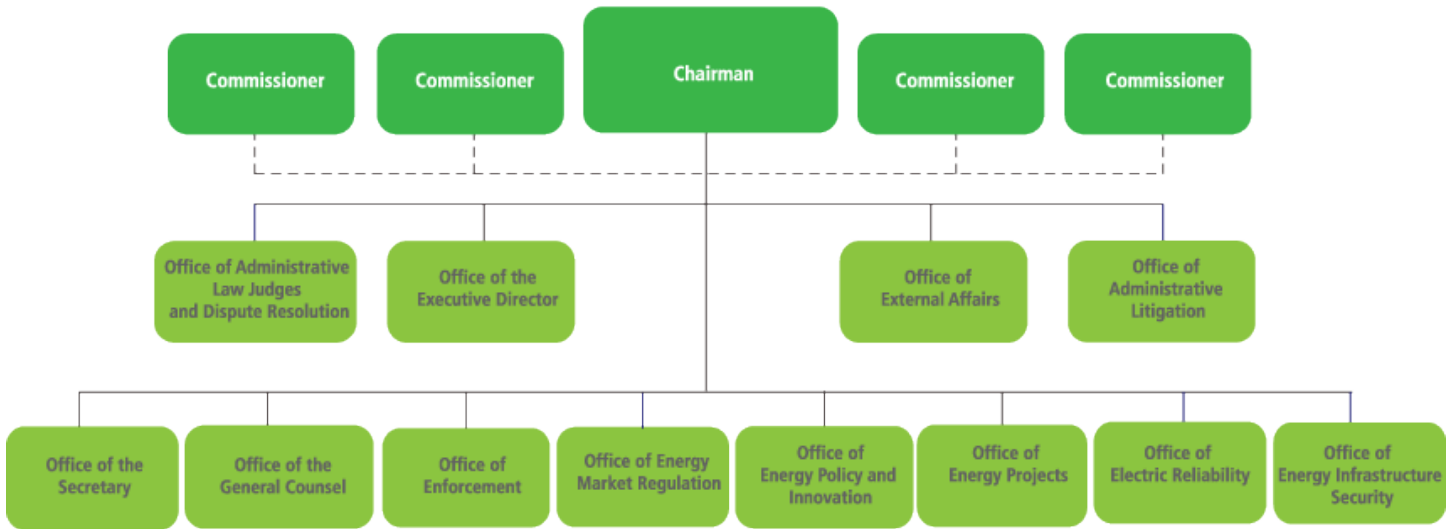 Commissioner
Commissioner
Chairman
Commissioner
Commissioner
Office of Administrative
Law Judges
and Dispute Resolution
Office of the
Executive Director
Office of
External Affairs
Office of
Administrative
Litigation
Office of the
Secretary
Office of the
General Counsel
Office of
Enforcement
Office of Energy
Market Regulation
Office of
Energy Policy and
Innovation
Office of
Energy Projects
Office of
Electric Reliability
Office of
Energy Infrastructure
Security